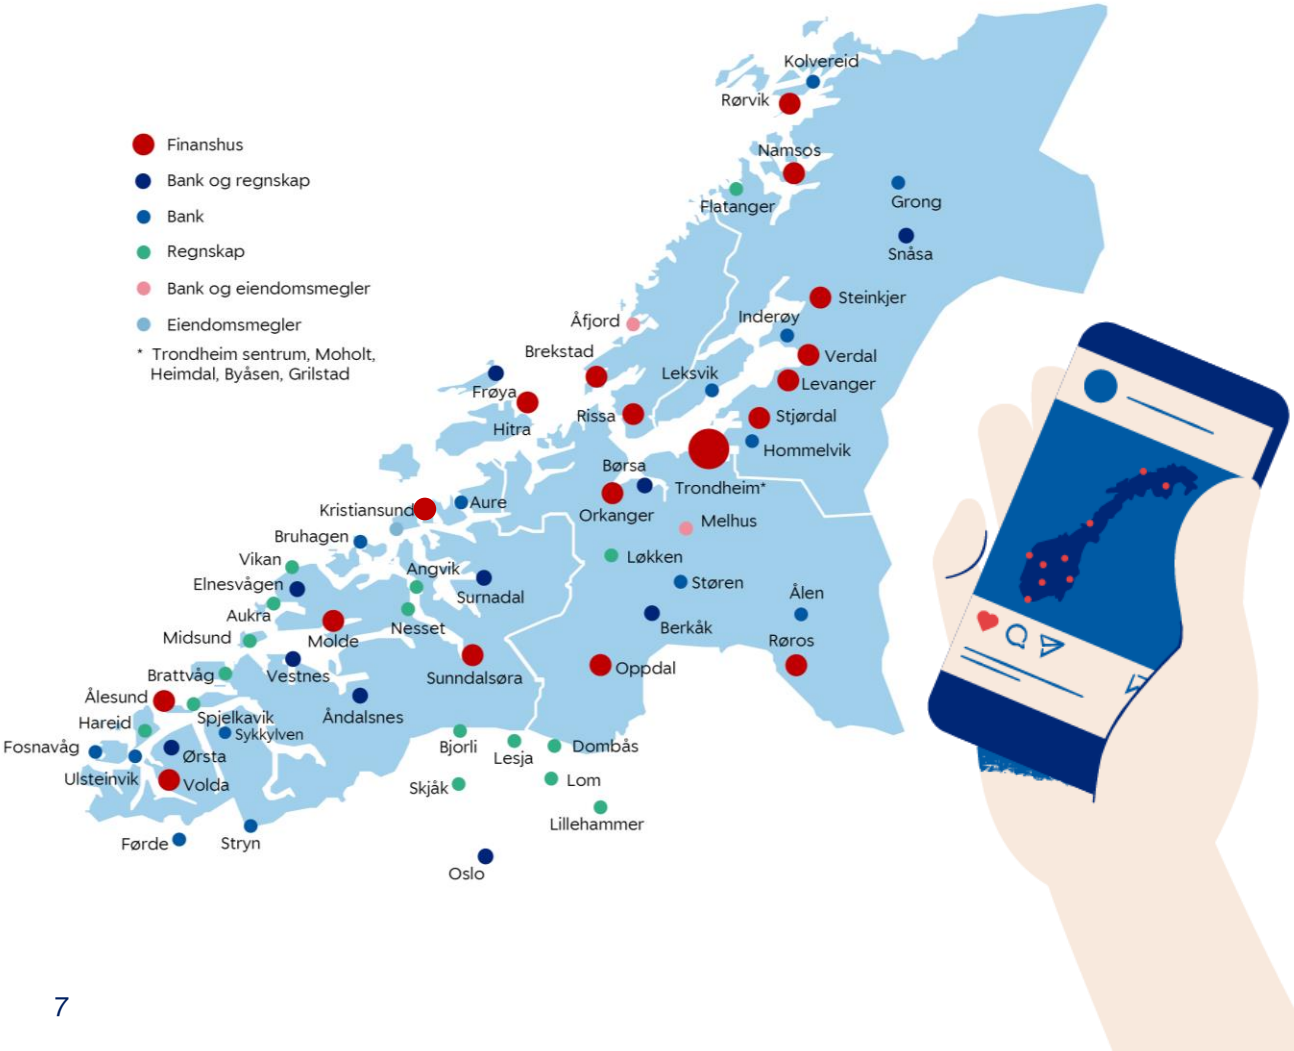 Kolvereid
Rørvik
Finanshus
Namsos
Bank og regnskap
Grong
Flatanger
Bank
Snåsa
Regnskap
Bank og eiendomsmegler
Steinkjer
Inderøy
Åfjord
Eiendomsmegler
* Trondheim sentrum, Moholt,
Heimdal, Byåsen, Grilstad
Brekstad
Verdal
Leksvik
Levanger
Frøya
Rissa
Stjørdal
Hitra
Hommelvik
Børsa
Trondheim*
Kristiansund
Aure
Orkanger
Melhus
Bruhagen
Løkken
Vikan
Angvik
Elnesvågen
Surnadal
Støren
Ålen
Aukra
Nesset
Berkåk
Midsund
Molde
Røros
Brattvåg
Vestnes
Sunndalsøra
Oppdal
Ålesund
Spjelkavik
Åndalsnes
Hareid
Sykkylven
Fosnavåg
Ørsta
Bjorli
Lesja
Dombås
Ulsteinvik
Volda
Skjåk
Lom
Lillehammer
Førde
Stryn
Oslo
7